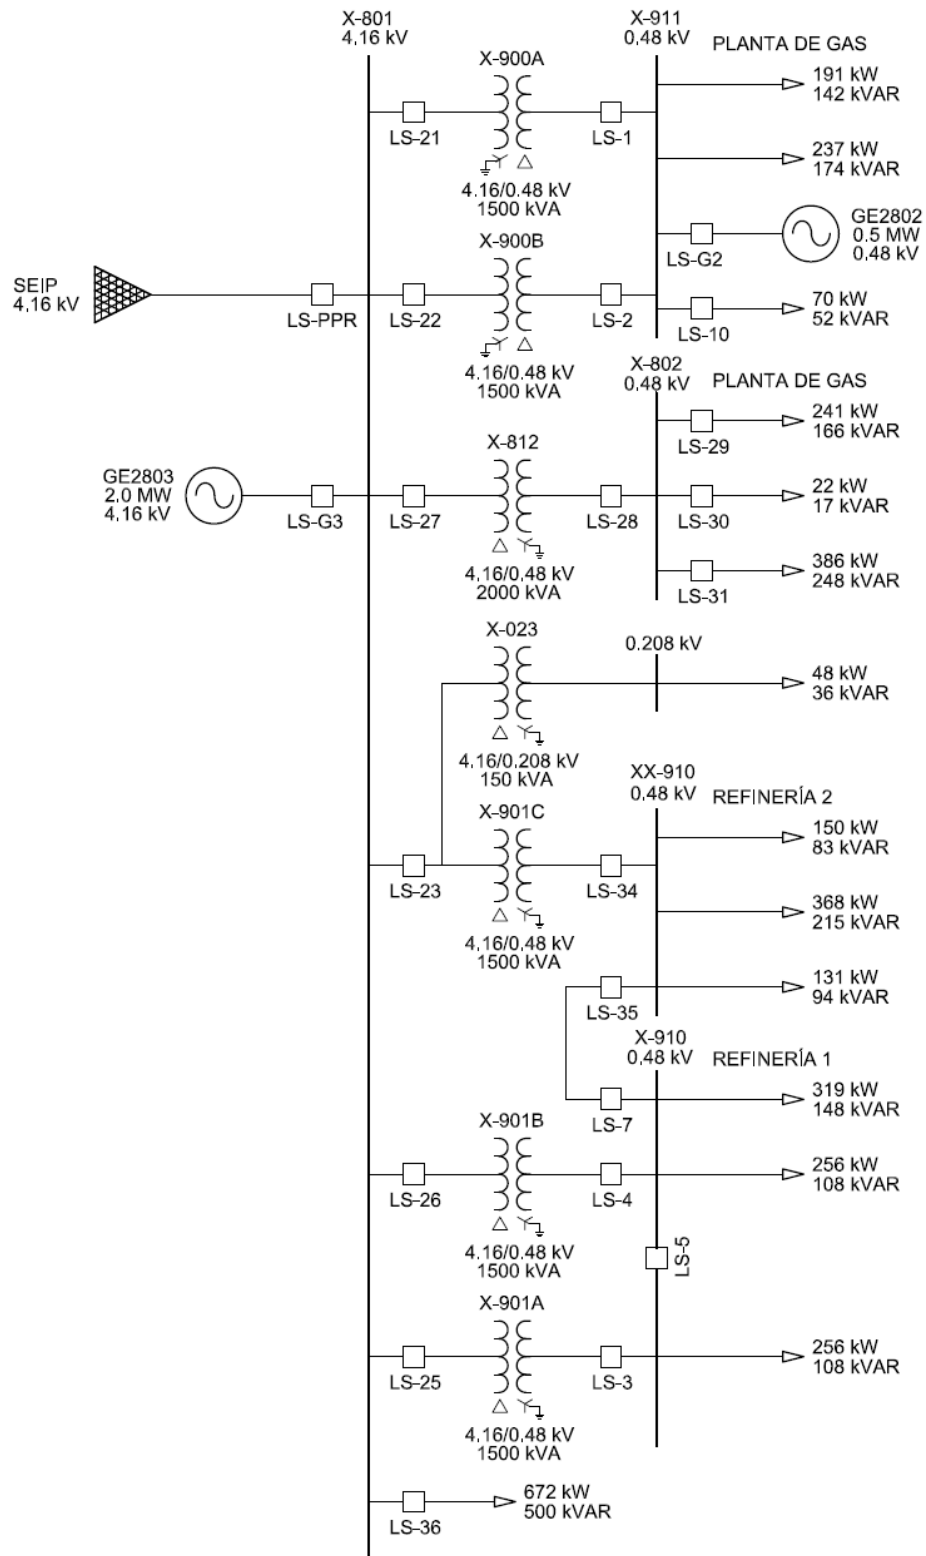 X-801
4,16 kV
X-911
0,48 kV
PLANTA DE GAS
X-900A
LS-21
4.16/0.48 kV
1500 kVA
LS-1
191 kW
142 kVAR
237 kW
174 kVAR
GE2802
0.5 MW
0.48 kV
LS-G2
X-900B
SEIP
4,16 kV
LS-PPR
LS-22
4.16/0.48 kV
1500 kVA
LS-2
LS-10
70 kW
52 kVAR
X-802
0.48 kV
PLANTA DE GAS
241 kW
166 kVAR
LS-29
X-812
GE2803
2,0 MW
4,16 kV
LS-G3
LS-27
4,16/0,48 kV
2000 kVA
LS-28
LS-30
22 kW
17 kVAR
386 kW
248 kVAR
LS-31
X-023
0.208 kV
48 kW
36 kVAR
4.16/0.208 kV
150 kVA
XX-910
0,48 kV
REFINERÍA 2
X-901C
LS-23
4,16/0,48 kV
1500 kVA
LS-34
150 kW
83 kVAR
368 kW
215 kVAR
131 kW
94 kVAR
LS-35
X-910
0,48 kV
REFINERÍA 1
319 kW
148 kVAR
LS-7
X-901B
LS-26
4.16/0.48 kV
1500 kVA
LS-4
256 kW
108 kVAR
LS-5
X-901A
LS-25
4,16/0,48 kV
1500 kVA
LS-3
256 kW
108 kVAR
672 kW
500 kVAR
LS-36